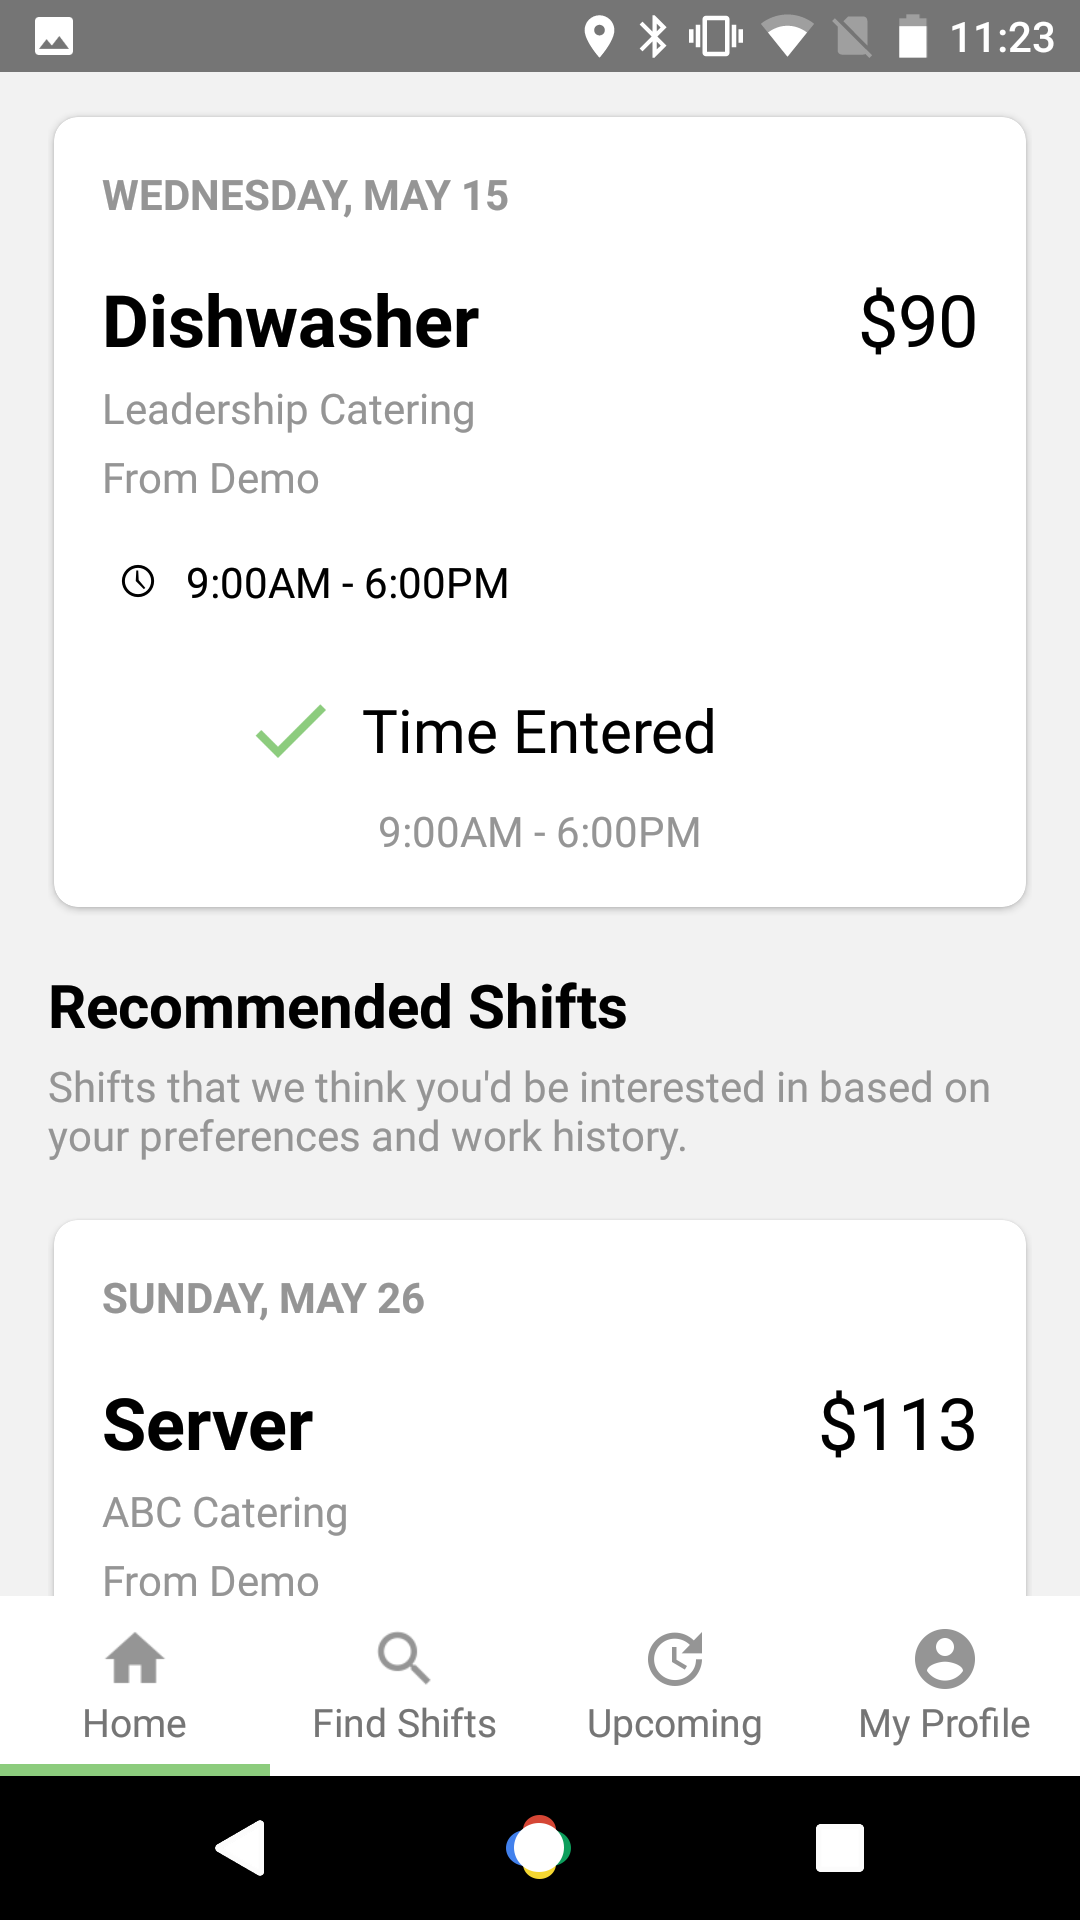 11:23
WEDNESDAY, MAY 15
Dishwasher
$90
Leadership Catering
From Demo
9:00AM - 6:00PM
Time Entered
9:00AM - 6:00PM
Recommended Shifts
Shifts that we think you'd be interested in based on
your preferences and work history.
SUNDAY, MAY 26
Server
$113
ABC Catering
From Demo
Home
Find Shifts
Upcoming
My Profile